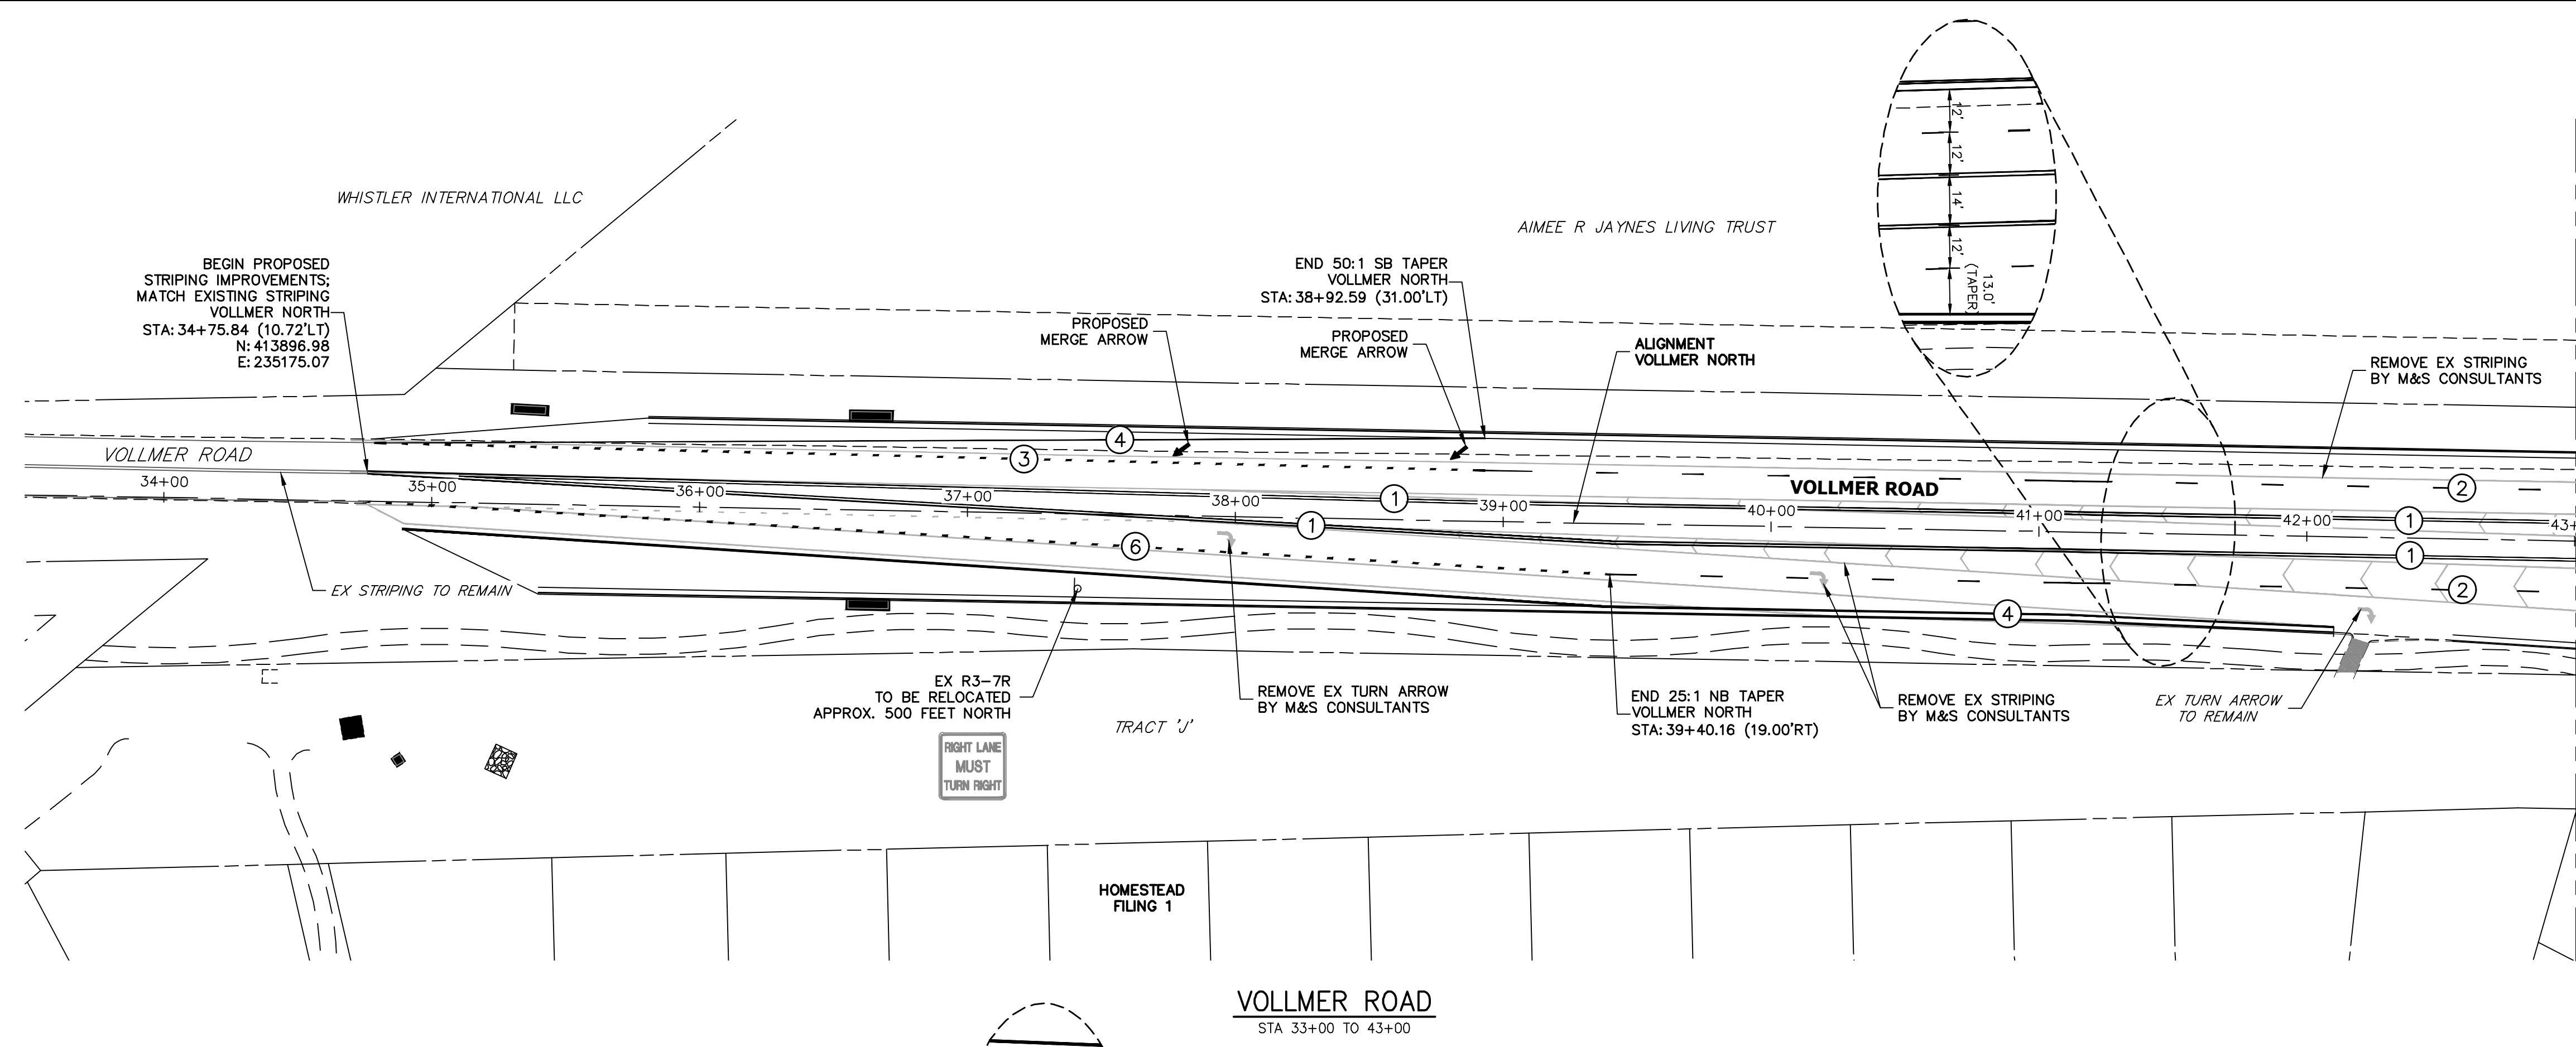 12'
12'
14'
12'
13.0'
(TAPER)
WHISTLER INTERNATIONAL LLC
AIMEE R JAYNES LIVING TRUST
BEGIN PROPOSED
STRIPING IMPROVEMENTS;
MATCH EXISTING STRIPING
VOLLMER NORTH
STA: 34+75.84 (10.72'LT)
N: 413896.98
E: 235175.07
END 50:1 SB TAPER
VOLLMER NORTH
STA: 38+92.59 (31.00'LT)
PROPOSED
MERGE ARROW
PROPOSED
MERGE ARROW
ALIGNMENT
VOLLMER NORTH
REMOVE EX STRIPING
BY M&S CONSULTANTS
4
3
VOLLMER ROAD
34+00
35+00
36+00
37+00
38+00
39+00
40+00
41+00
42+00
43+
1
VOLLMER ROAD
2
1
1
1
6
2
4
EX STRIPING TO REMAIN
EX R3-7R
TO BE RELOCATED
APPROX. 500 FEET NORTH
REMOVE EX TURN ARROW
BY M&S CONSULTANTS
END 25:1 NB TAPER
VOLLMER NORTH
STA: 39+40.16 (19.00'RT)
REMOVE EX STRIPING
BY M&S CONSULTANTS
EX TURN ARROW
TO REMAIN
TRACT 'J'
RIGHT LANE
MUST
TURN RIGHT
HOMESTEAD
FILING 1
VOLLMER ROAD
STA 33+00 TO 43+00